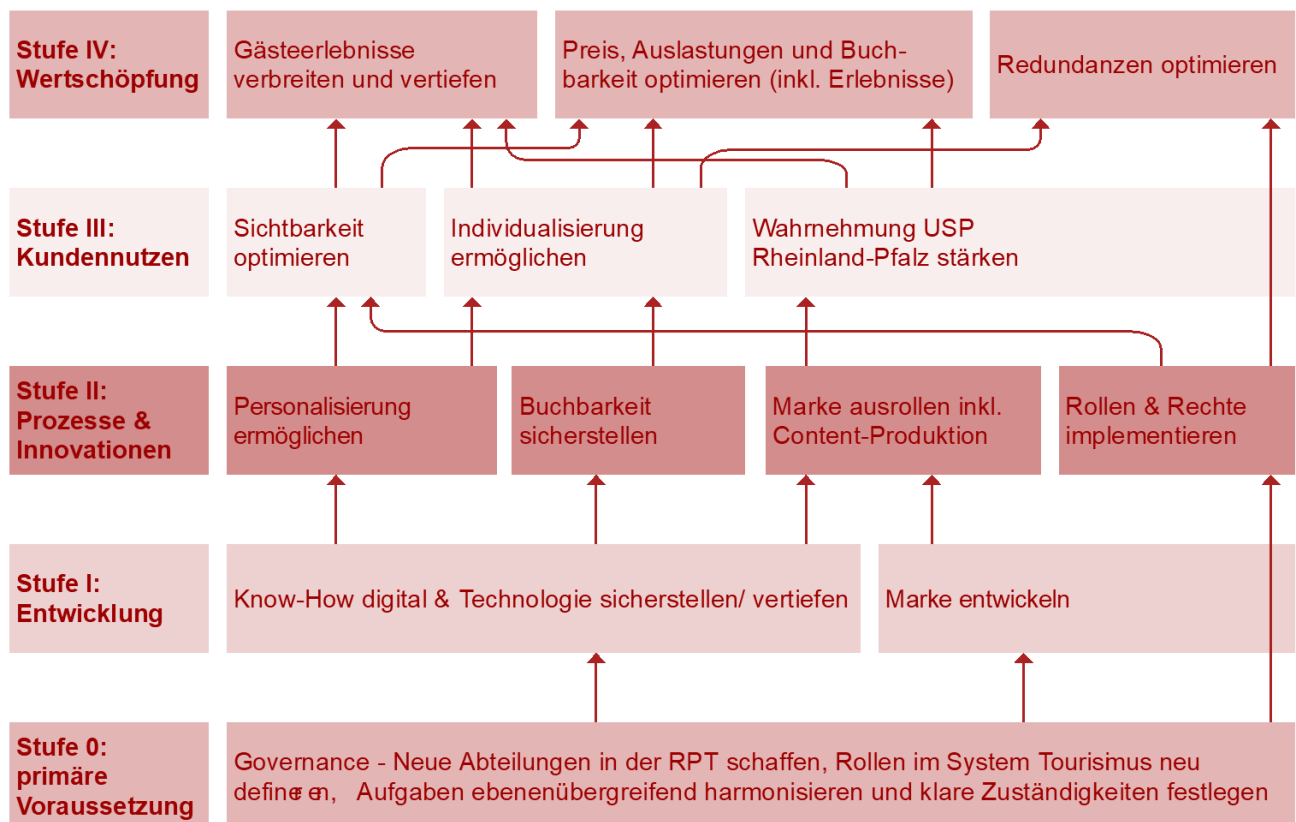 Stufe IV:
Wertschöpfung
Gästeerlebnisse
verbreiten und vertiefen
Preis, Auslastungen und Buch-
barkeit optimieren (inkl. Erlebnisse)
Redundanzen optimieren
Stufe III:
Kundennutzen
Sichtbarkeit
optimieren
Individualisierung
ermöglichen
Wahrnehmung USP
Rheinland-Pfalz stärken
Stufe II:
Prozesse &
Innovationen
Personalisierung
ermöglichen
Buchbarkeit
sicherstellen
Marke ausrollen inkl.
Content-Produktion
Rollen & Rechte
implementieren
Stufe I:
Entwicklung
Know-How digital & Technologie sicherstellen/ vertiefen
Marke entwickeln
Stufe 0:
primäre
Voraussetzung
Governance - Neue Abteilungen in der RPT schaffen, Rollen im System Tourismus neu
Aufgaben ebenenübergreifend harmonisieren und klare Zuständigkeiten festlegen